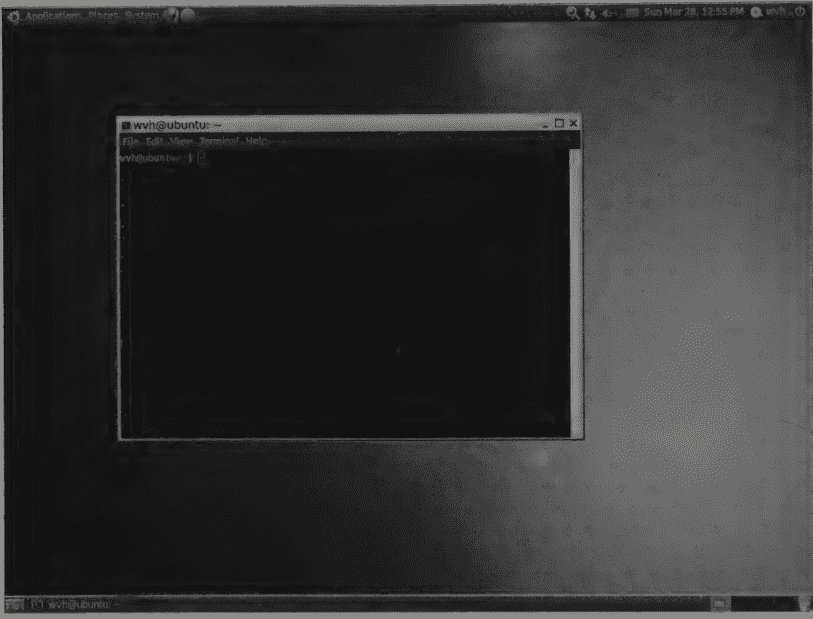 Applications Places System
Sun Mar 28, 12:55 PM wvh
wvh@ubuntu: ~
File Edit View Terminal Help
wvh@ubuntu:~$
wvh@ubuntu: ~